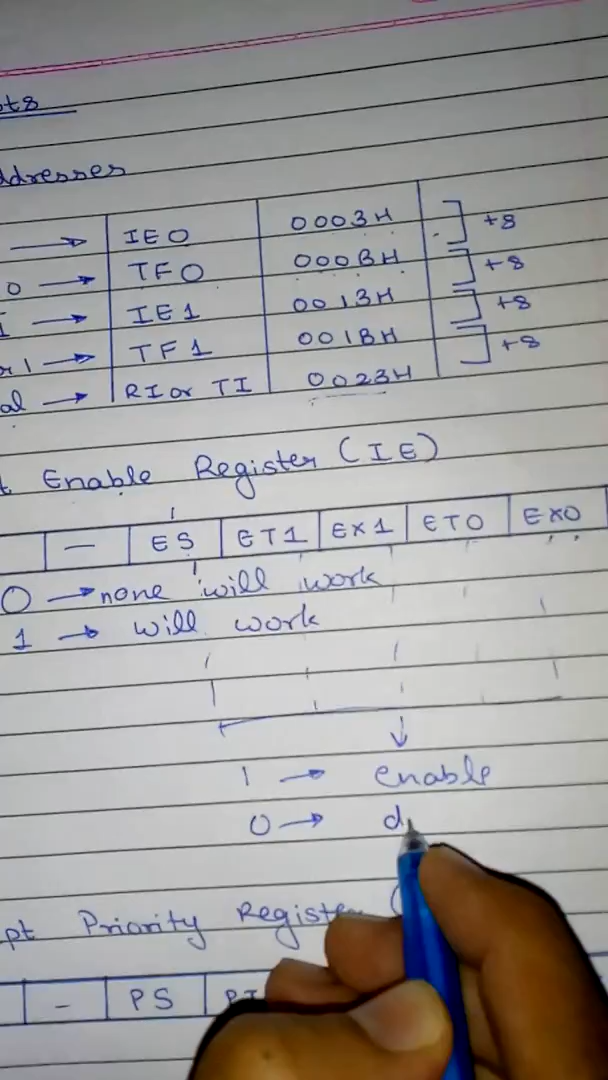 ddresses
→ IE0 0003H ] +8
0 → TF0 000BH ] +8
→ IE1 0013H ] +8
1 → TF1 001BH ] +8
al → RI or TI 0023H
Enable Register (IE)
— ES ET1 EX1 ET0 EX0
0 → none will work
1 → will work
1 → enable
0 → d
pt Priority Register (
- PS